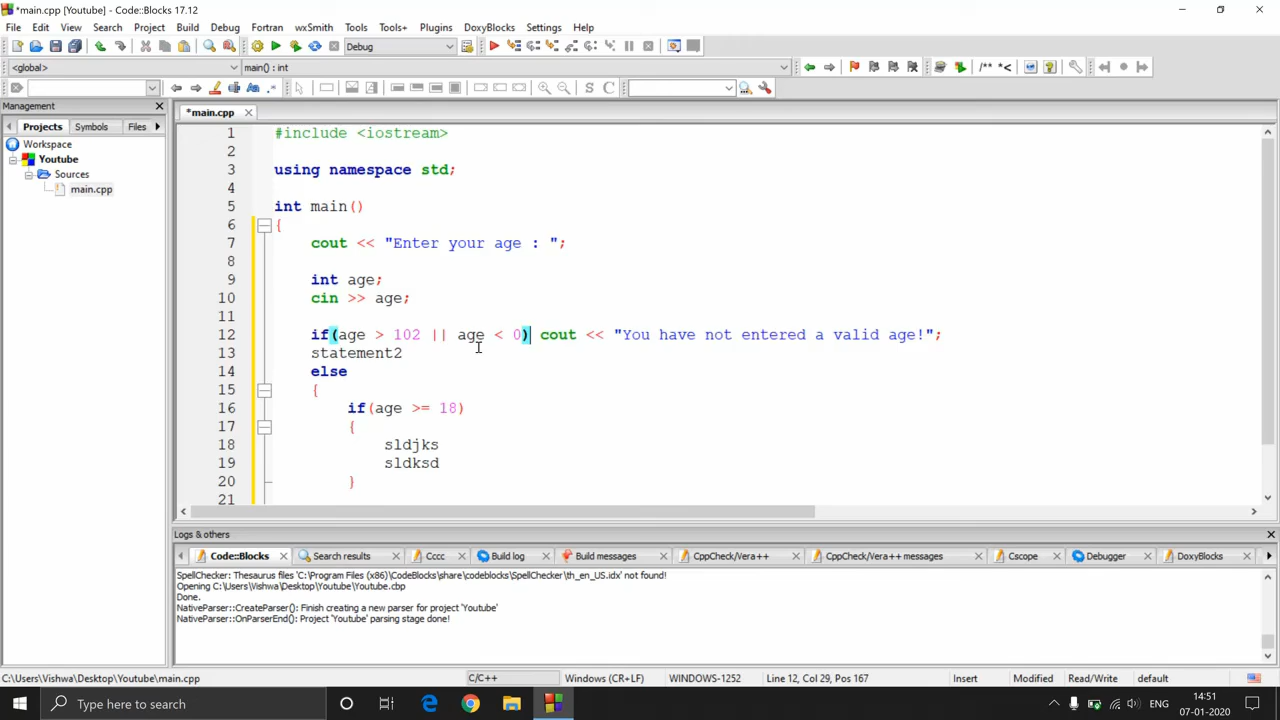 *main.cpp [Youtube] - Code::Blocks 17.12
File Edit View Search Project Build Debug Fortran wxSmith Tools Tools+ Plugins DoxyBlocks Settings Help
Debug
<global> main() : int
/** *<
Aa .* S C
Management
Projects Symbols Files
*main.cpp
Workspace
Youtube
Sources
main.cpp
1 #include <iostream>
2
3 using namespace std;
4
5 int main()
6 {
7 cout << "Enter your age : ";
8
9 int age;
10 cin >> age;
11
12 if(age > 102 || age < 0) cout << "You have not entered a valid age!";
13 statement2
14 else
15 {
16 if(age >= 18)
17 {
18 sldjks
19 sldksd
20 }
21
Logs & others
Code::Blocks Search results Cccc Build log Build messages CppCheck/Vera++ CppCheck/Vera++ messages Cscope Debugger DoxyBlocks
SpellChecker: Thesaurus files 'C:\Program Files (x86)\CodeBlocks\share\codeblocks\SpellChecker\th_en_US.idx' not found!
Opening C:\Users\Vishwa\Desktop\Youtube\Youtube.cbp
Done.
NativeParser::CreateParser(): Finish creating a new parser for project 'Youtube'
NativeParser::OnParserEnd(): Project 'Youtube' parsing stage done!
C:\Users\Vishwa\Desktop\Youtube\main.cpp C/C++ Windows (CR+LF) WINDOWS-1252 Line 12, Col 29, Pos 167 Insert Modified Read/Write default
Type here to search
14:51
07-01-2020